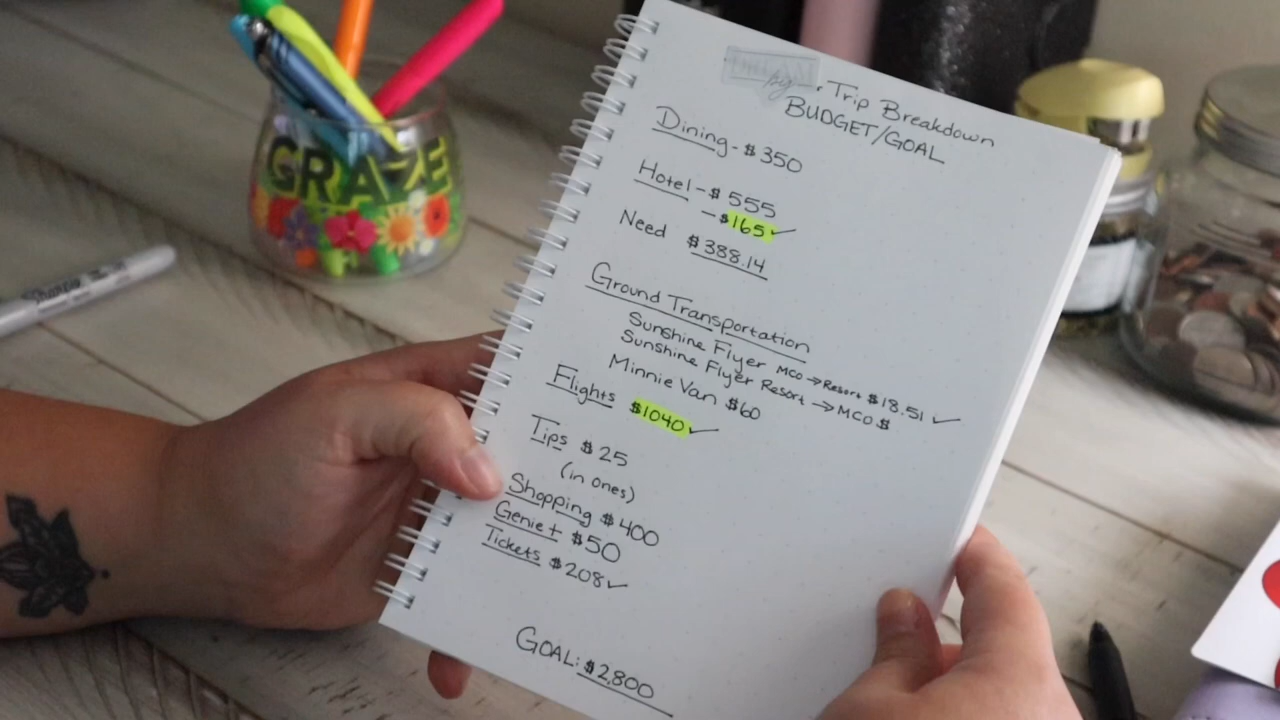 GRAZE
Sharpie
Trip Breakdown
BUDGET/GOAL
Dining - $350
Hotel - $555
- $165 ✓
Need $388.14
Ground Transportation
Sunshine Flyer MCO → Resort $18.51 ✓
Sunshine Flyer Resort → MCO $
Minnie Van $60
Flights $1040 ✓
Tips $25
(in ones)
Shopping $400
Genie+ $50
Tickets $208 ✓
GOAL: $2,800